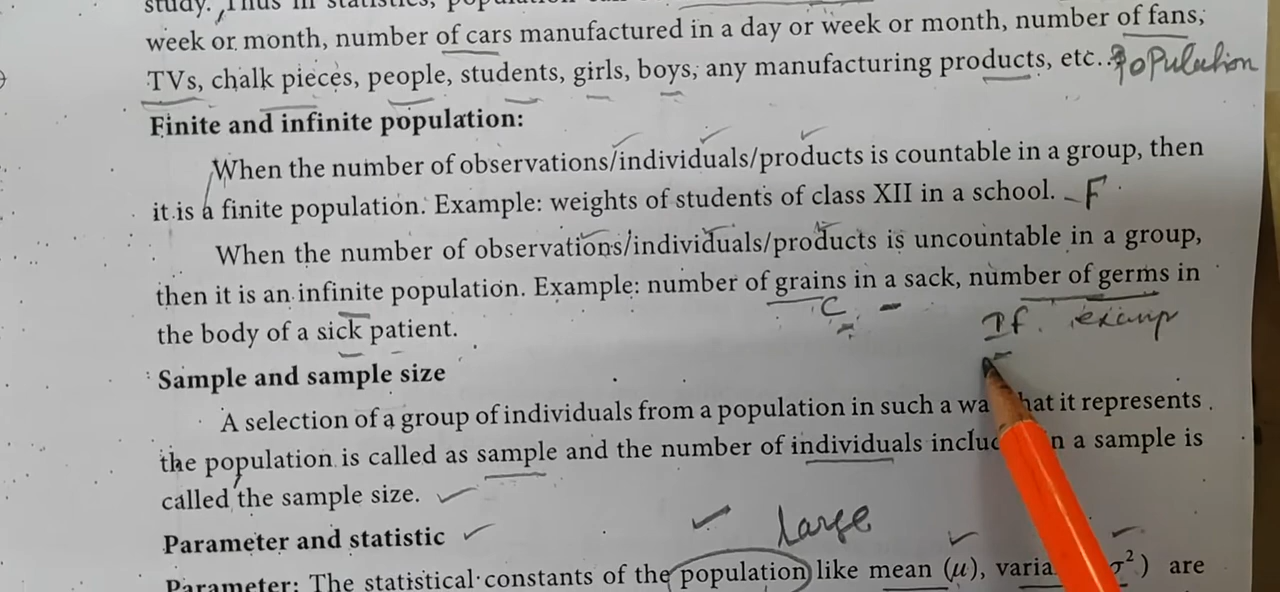 study. Thus in statistics,
week or month, number of cars manufactured in a day or week or month, number of fans,
TVs, chalk pieces, people, students, girls, boys, any manufacturing products, etc.. Population
Finite and infinite population:
When the number of observations/individuals/products is countable in a group, then
it is a finite population. Example: weights of students of class XII in a school. - F
When the number of observations/individuals/products is uncountable in a group,
then it is an infinite population. Example: number of grains in a sack, number of germs in
C
the body of a sick patient.
If. examp
Sample and sample size
A selection of a group of individuals from a population in such a that it represents
the population is called as sample and the number of individuals in a sample is
called the sample size.
large
Parameter and statistic
Parameter: The statistical constants of the population like mean (μ), σ²) are